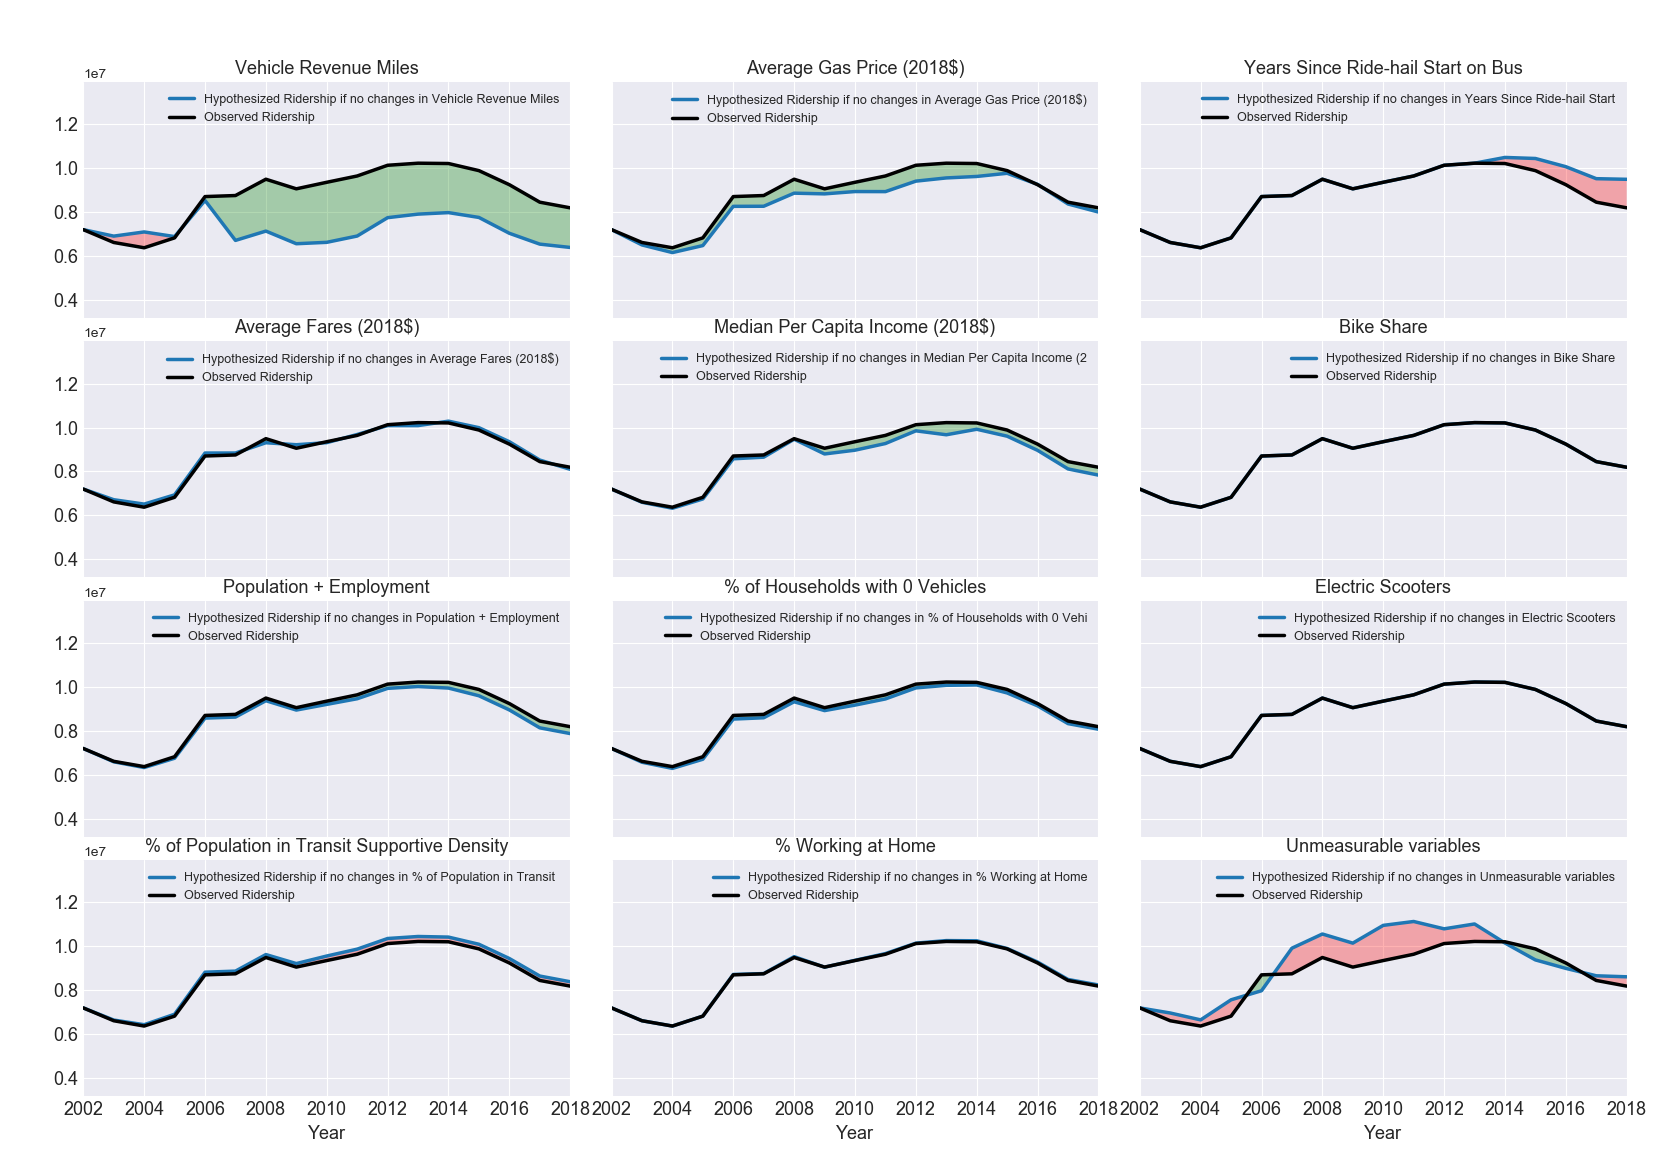 Vehicle Revenue Miles
1e7
Hypothesized Ridership if no changes in Vehicle Revenue Miles
Observed Ridership
1.2
1.0
0.8
0.6
0.4
Average Gas Price (2018$)
Hypothesized Ridership if no changes in Average Gas Price (2018$)
Observed Ridership
Years Since Ride-hail Start on Bus
Hypothesized Ridership if no changes in Years Since Ride-hail Start
Observed Ridership
Average Fares (2018$)
1e7
Hypothesized Ridership if no changes in Average Fares (2018$)
Observed Ridership
1.2
1.0
0.8
0.6
0.4
Median Per Capita Income (2018$)
Hypothesized Ridership if no changes in Median Per Capita Income (2
Observed Ridership
Bike Share
Hypothesized Ridership if no changes in Bike Share
Observed Ridership
Population + Employment
1e7
Hypothesized Ridership if no changes in Population + Employment
Observed Ridership
1.2
1.0
0.8
0.6
0.4
% of Households with 0 Vehicles
Hypothesized Ridership if no changes in % of Households with 0 Vehi
Observed Ridership
Electric Scooters
Hypothesized Ridership if no changes in Electric Scooters
Observed Ridership
% of Population in Transit Supportive Density
1e7
Hypothesized Ridership if no changes in % of Population in Transit
Observed Ridership
1.2
1.0
0.8
0.6
0.4
2002 2004 2006 2008 2010 2012 2014 2016 2018
Year
% Working at Home
Hypothesized Ridership if no changes in % Working at Home
Observed Ridership
2002 2004 2006 2008 2010 2012 2014 2016 2018
Year
Unmeasurable variables
Hypothesized Ridership if no changes in Unmeasurable variables
Observed Ridership
2002 2004 2006 2008 2010 2012 2014 2016 2018
Year